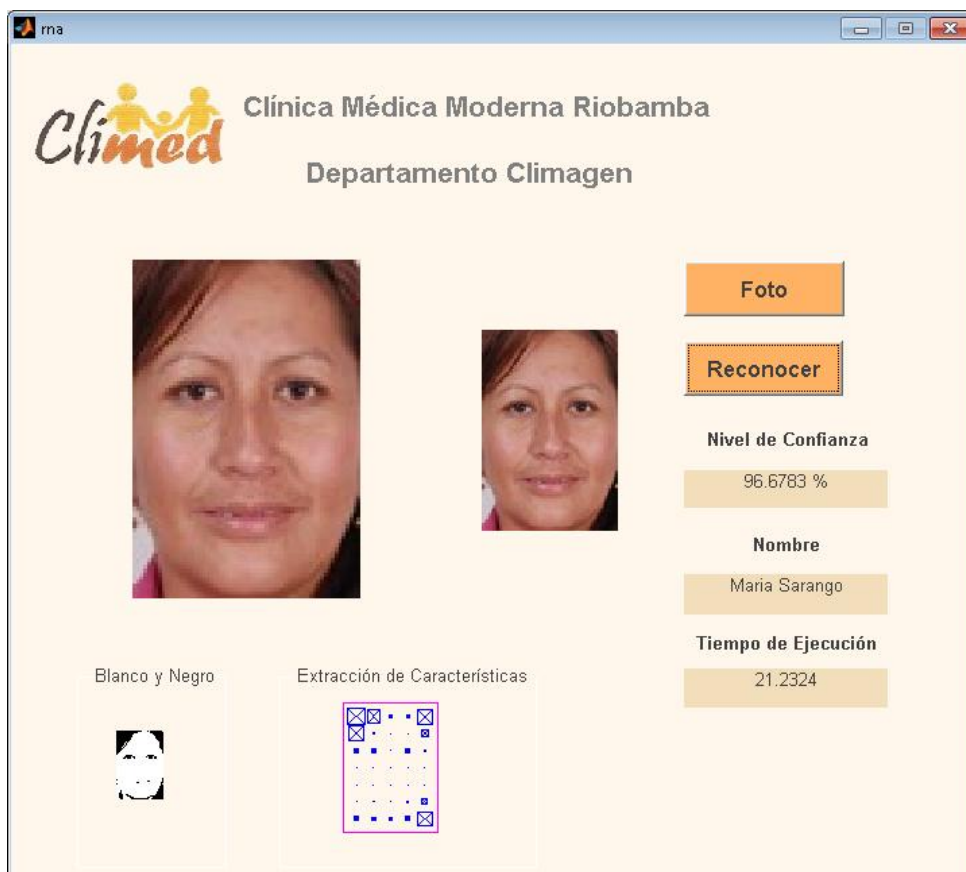 rna
Climed
Clínica Médica Moderna Riobamba
Departamento Climagen
Foto
Reconocer
Nivel de Confianza
96.6783 %
Nombre
Maria Sarango
Tiempo de Ejecución
21.2324
Blanco y Negro
Extracción de Características